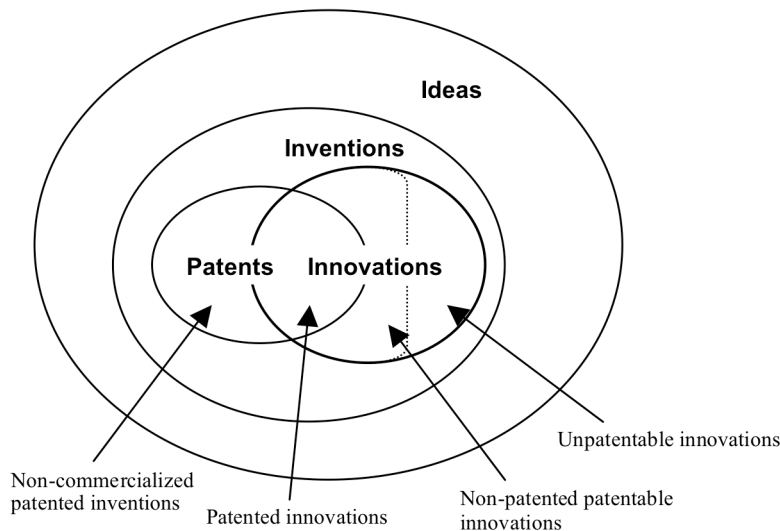 Ideas
Inventions
Patents
Innovations
Unpatentable innovations
Non-commercialized
patented inventions
Patented innovations
Non-patented patentable
innovations